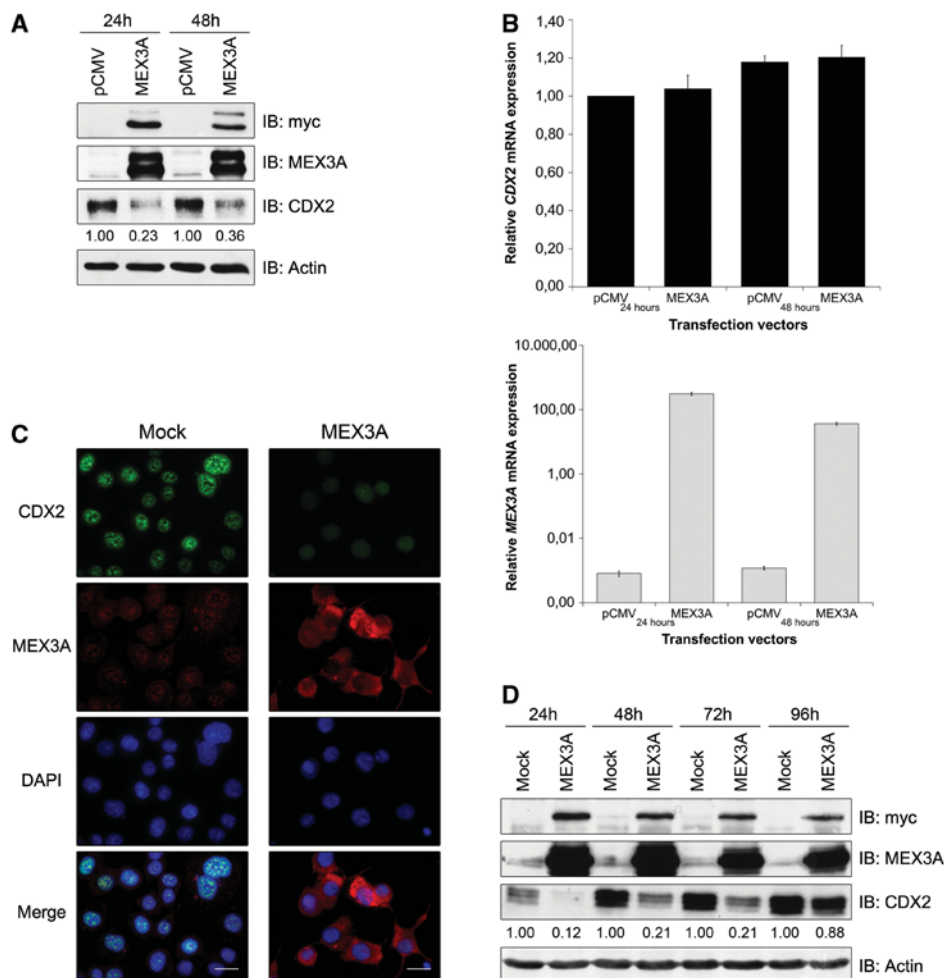 A
24h 48h
pCMV MEX3A pCMV MEX3A
IB: myc
IB: MEX3A
IB: CDX2
1.00 0.23 1.00 0.36
IB: Actin
B
Relative CDX2 mRNA expression
1,40
1,20
1,00
0,80
0,60
0,40
0,20
0,00
pCMV MEX3A pCMV MEX3A
24 hours 48 hours
Transfection vectors
Relative MEX3A mRNA expression
10.000,00
100,00
1,00
0,01
0,00
pCMV MEX3A pCMV MEX3A
24 hours 48 hours
Transfection vectors
C
Mock MEX3A
CDX2
MEX3A
DAPI
Merge
D
24h 48h 72h 96h
Mock MEX3A Mock MEX3A Mock MEX3A Mock MEX3A
IB: myc
IB: MEX3A
IB: CDX2
1.00 0.12 1.00 0.21 1.00 0.21 1.00 0.88
IB: Actin